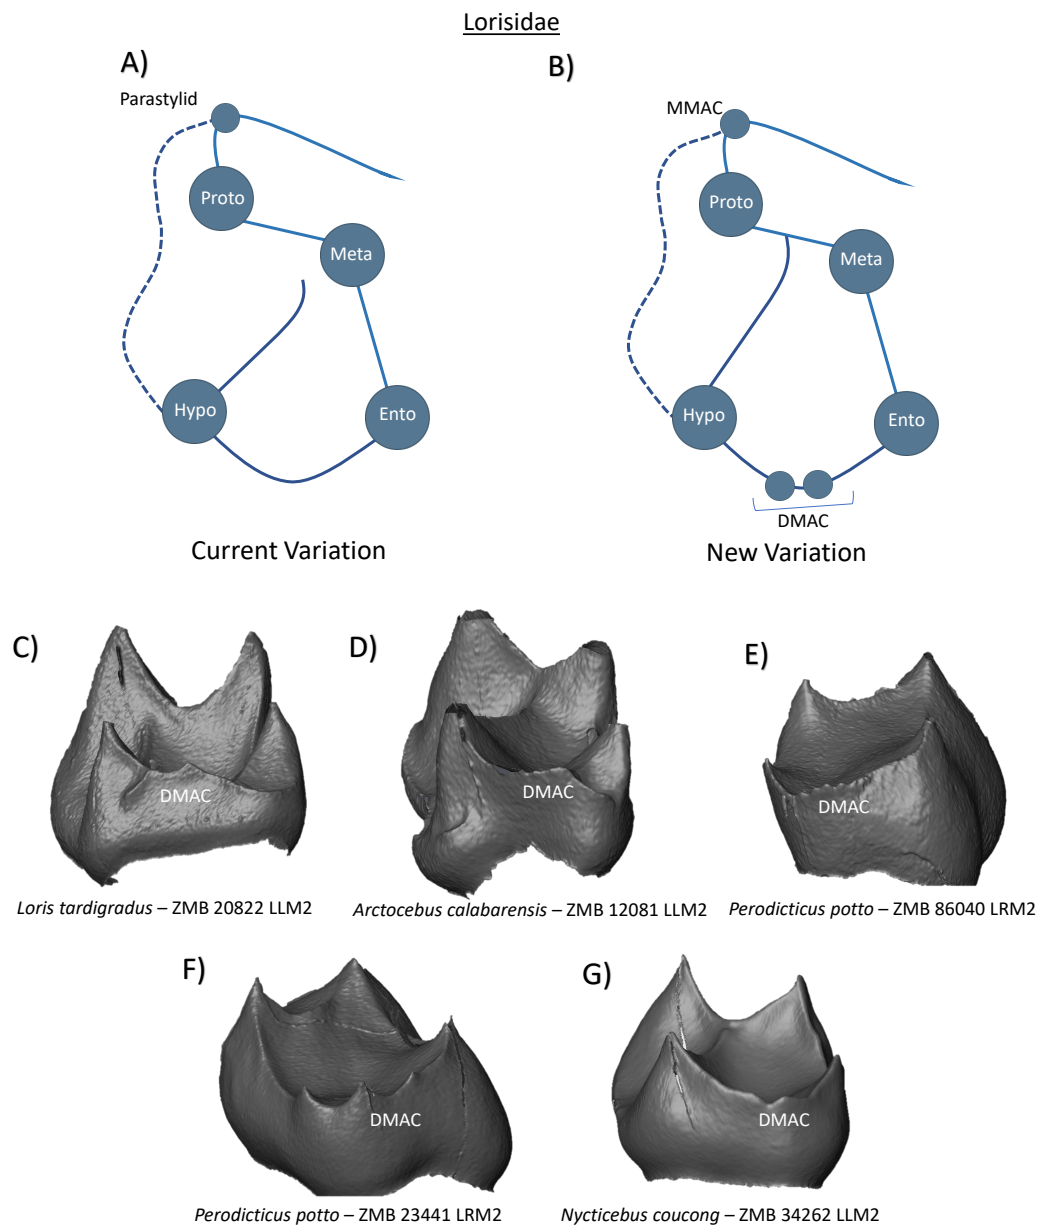 Lorisidae
A)
B)
Parastylid
MMAC
Proto
Proto
Meta
Meta
Hypo
Ento
Hypo
Ento
DMAC
Current Variation
New Variation
C)
D)
E)
DMAC
DMAC
DMAC
Loris tardigradus – ZMB 20822 LLM2
Arctocebus calabarensis – ZMB 12081 LLM2
Perodicticus potto – ZMB 86040 LRM2
F)
G)
DMAC
DMAC
Perodicticus potto – ZMB 23441 LRM2
Nycticebus coucong – ZMB 34262 LLM2